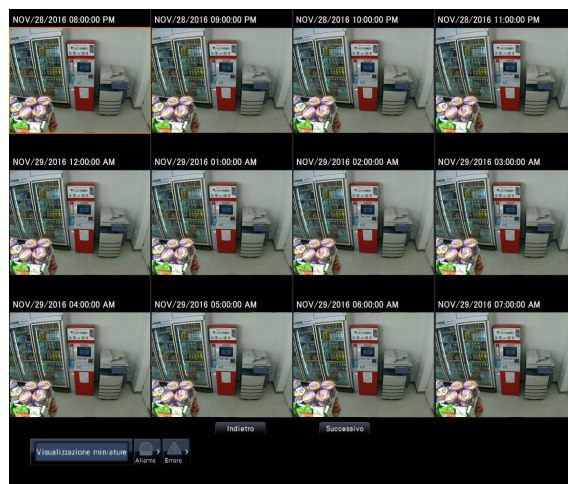 NOV/28/2016 08:00:00 PM
NOV/28/2016 09:00:00 PM
NOV/28/2016 10:00:00 PM
NOV/28/2016 11:00:00 PM
NOV/29/2016 12:00:00 AM
NOV/29/2016 01:00:00 AM
NOV/29/2016 02:00:00 AM
NOV/29/2016 03:00:00 AM
NOV/29/2016 04:00:00 AM
NOV/29/2016 05:00:00 AM
NOV/29/2016 06:00:00 AM
NOV/29/2016 07:00:00 AM
Indietro
Successivo
Visualizzazione miniature
Allarme
Errore